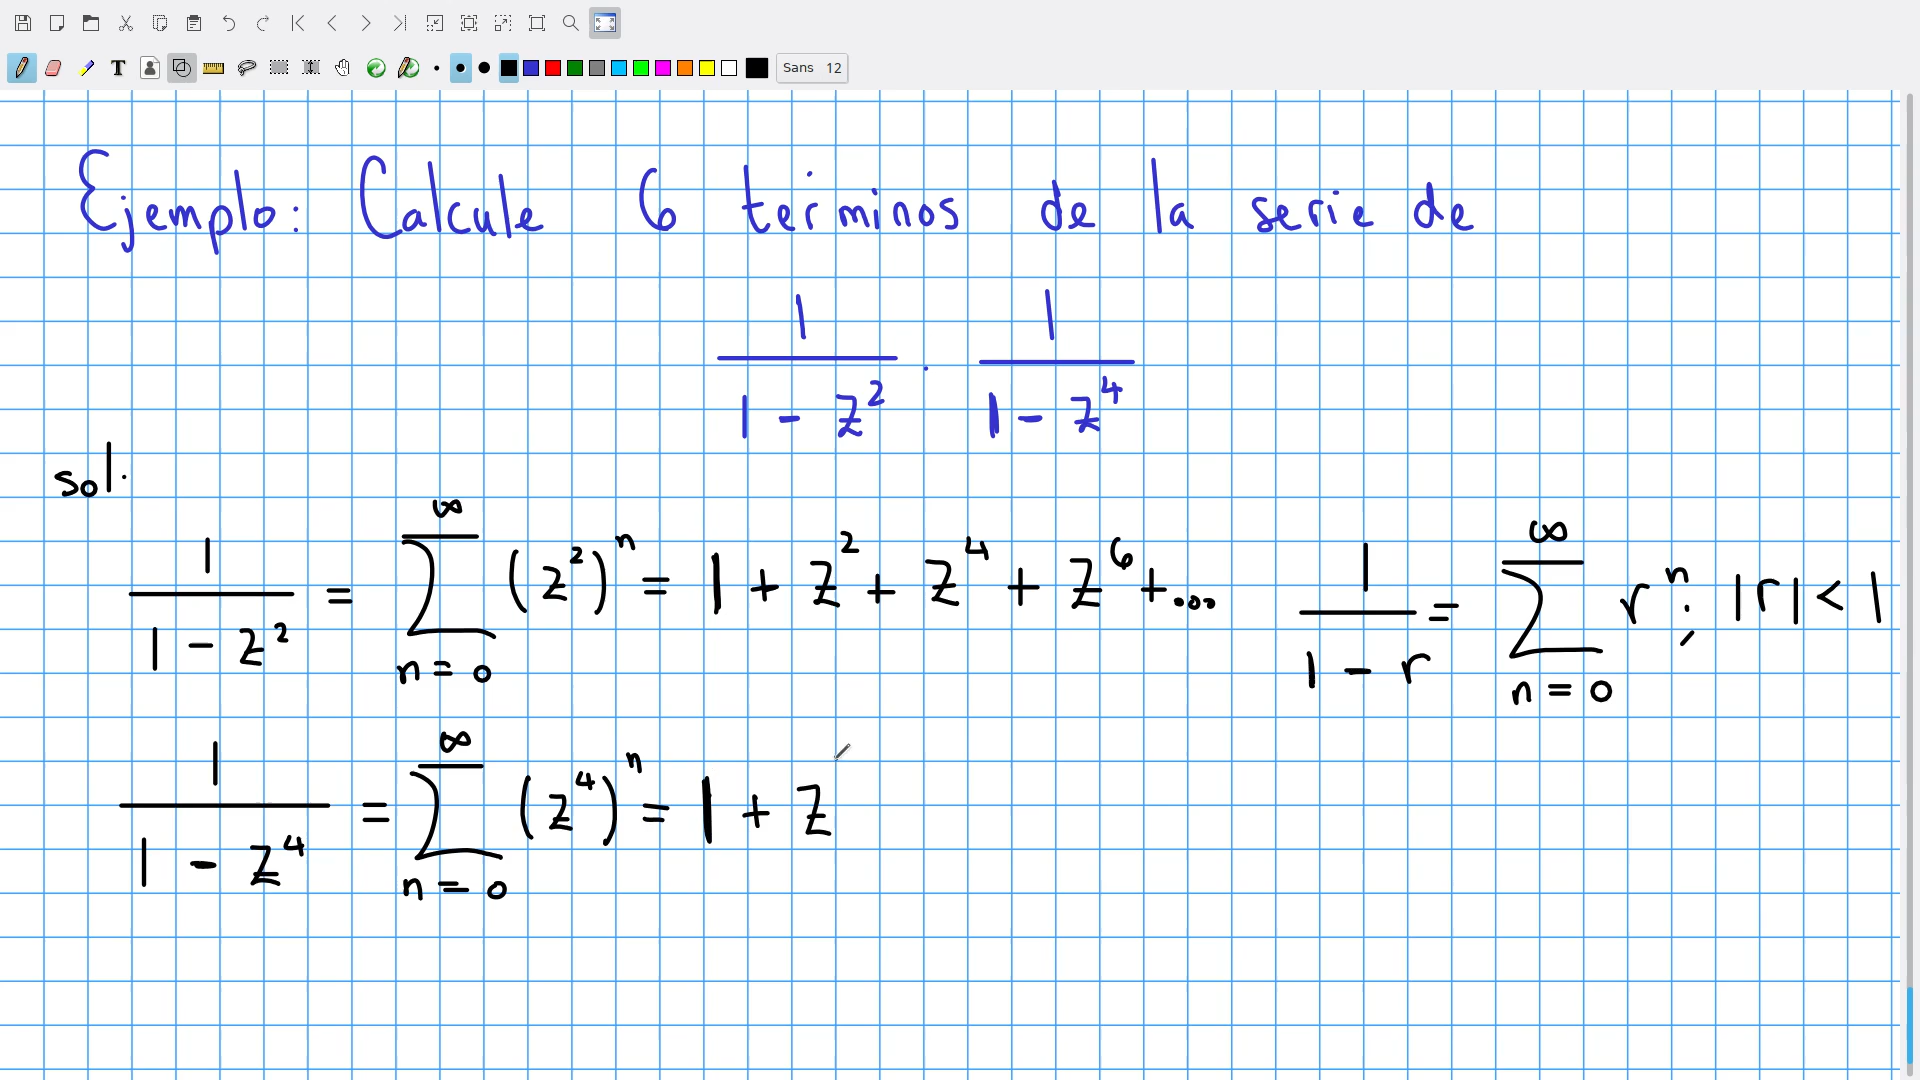 Sans 12
Ejemplo: Calcule 6 terminos de la serie de
1/(1 - z²) · 1/(1 - z⁴)
sol.
1/(1 - z²) = ∑_{n=0}^{∞} (z²)ⁿ = 1 + z² + z⁴ + z⁶ + ... 1/(1 - r) = ∑_{n=0}^{∞} rⁿ ; |r| < 1
1/(1 - z⁴) = ∑_{n=0}^{∞} (z⁴)ⁿ = 1 + z